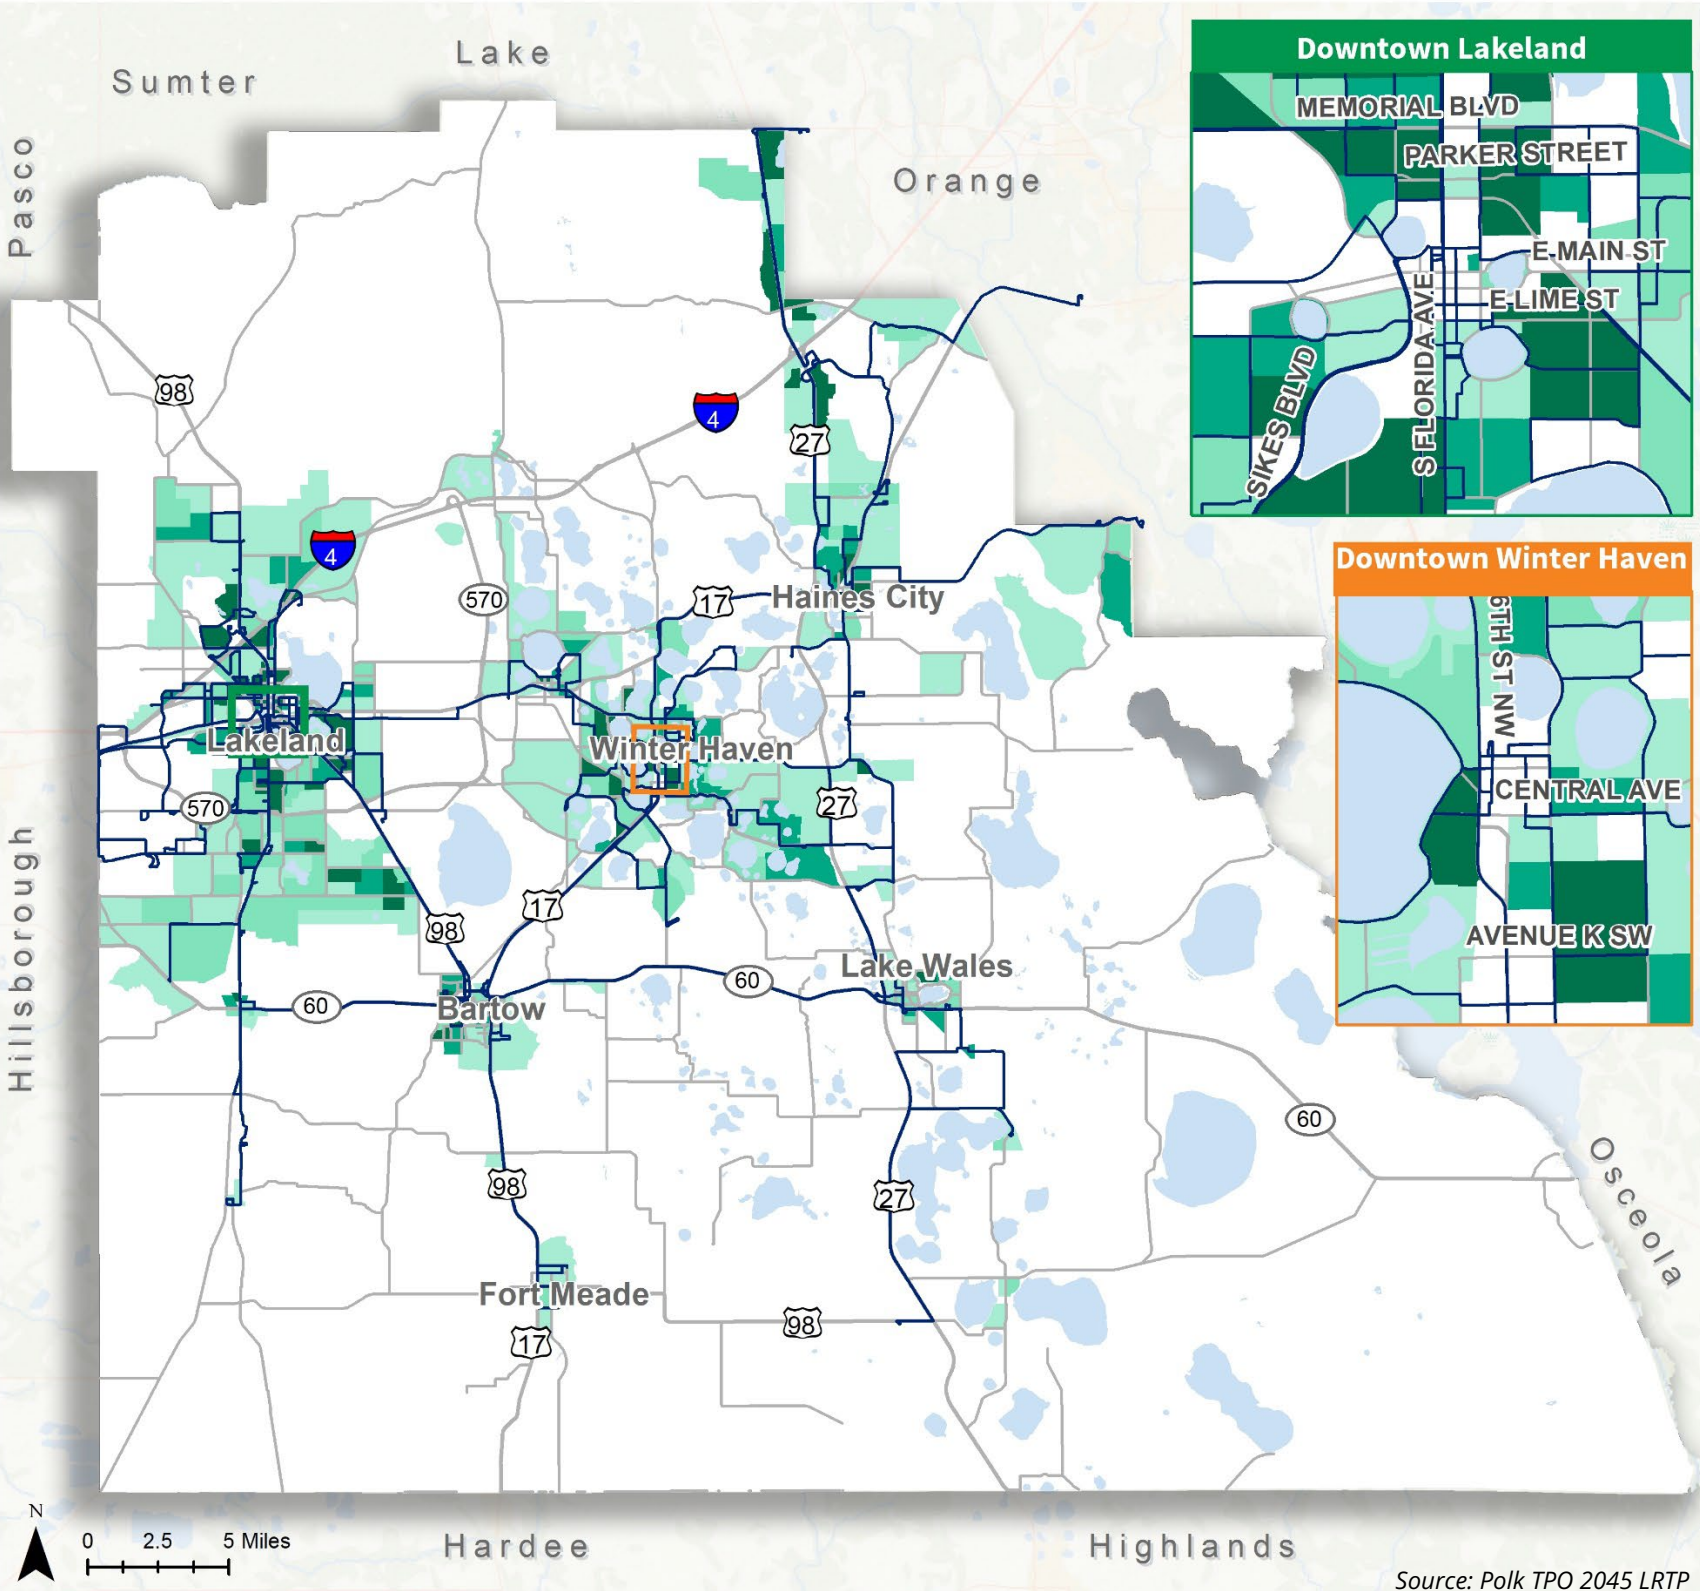 Lake
Sumter
Pasco
Orange
Downtown Lakeland
MEMORIAL BLVD
PARKER STREET
E MAIN ST
E LIME ST
S FLORIDA AVE
SIKES BLVD
98
4
27
4
570
17
Haines City
Downtown Winter Haven
6TH ST NW
CENTRAL AVE
AVENUE K SW
Lakeland
Winter Haven
570
27
Hillsborough
17
98
Lake Wales
60
60
Bartow
60
Osceola
98
27
Fort Meade
98
17
N
0 2.5 5 Miles
Hardee
Highlands
Source: Polk TPO 2045 LRTP